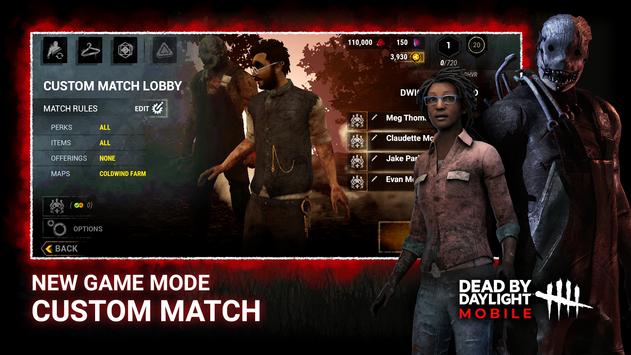 110,000
150
3,930
1
20
0/720
CUSTOM MATCH LOBBY
MATCH RULES
EDIT
PERKS ALL
ITEMS ALL
OFFERINGS NONE
MAPS COLDWIND FARM
( 0)
OPTIONS
BACK
Meg Thom
Claudette Mo
Jake Par
Evan M
NEW GAME MODE
CUSTOM MATCH
DEAD BY
DAYLIGHT
MOBILE